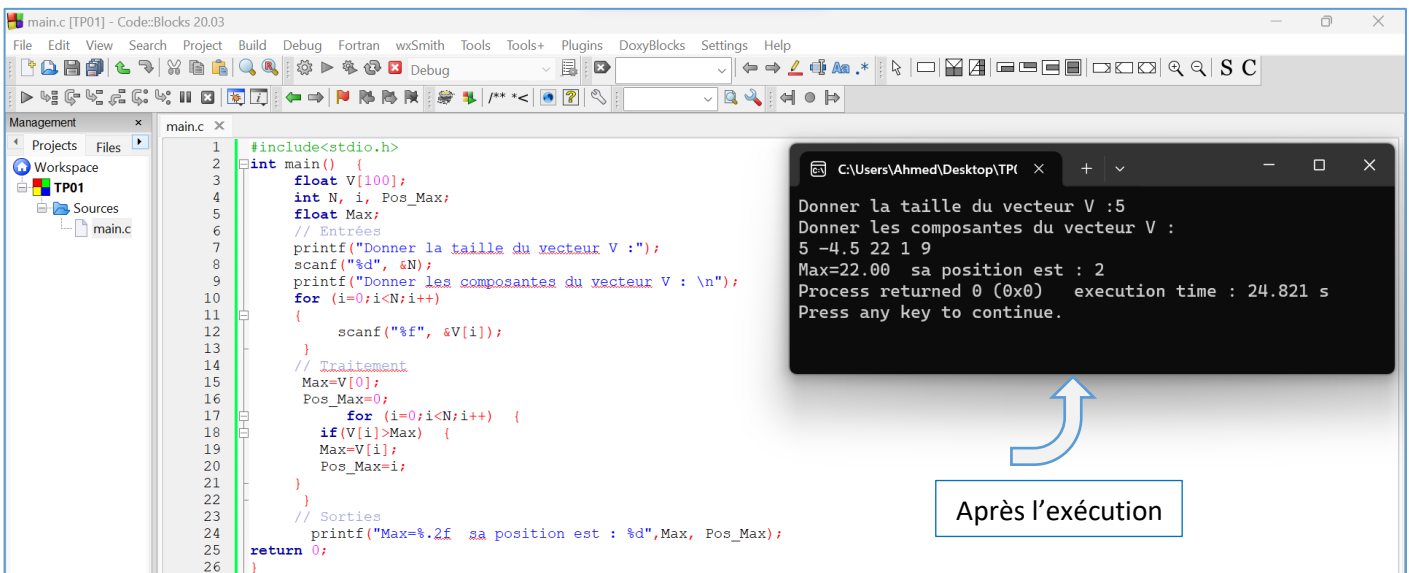 main.c [TP01] - Code::Blocks 20.03
File Edit View Search Project Build Debug Fortran wxSmith Tools Tools+ Plugins DoxyBlocks Settings Help
Debug
/** *<
S C
Management ×
main.c ×
Projects Files
Workspace
TP01
Sources
main.c
1 #include<stdio.h>
2 int main() {
3 float V[100];
4 int N, i, Pos_Max;
5 float Max;
6 // Entrées
7 printf("Donner la taille du vecteur V :");
8 scanf("%d", &N);
9 printf("Donner les composantes du vecteur V : \n");
10 for (i=0;i<N;i++)
11 {
12 scanf("%f", &V[i]);
13 }
14 // Traitement
15 Max=V[0];
16 Pos_Max=0;
17 for (i=0;i<N;i++) {
18 if(V[i]>Max) {
19 Max=V[i];
20 Pos_Max=i;
21 }
22 }
23 // Sorties
24 printf("Max=%.2f sa position est : %d",Max, Pos_Max);
25 return 0;
26 }
C:\Users\Ahmed\Desktop\TP(
Donner la taille du vecteur V :5
Donner les composantes du vecteur V :
5 -4.5 22 1 9
Max=22.00 sa position est : 2
Process returned 0 (0x0) execution time : 24.821 s
Press any key to continue.
Après l'exécution